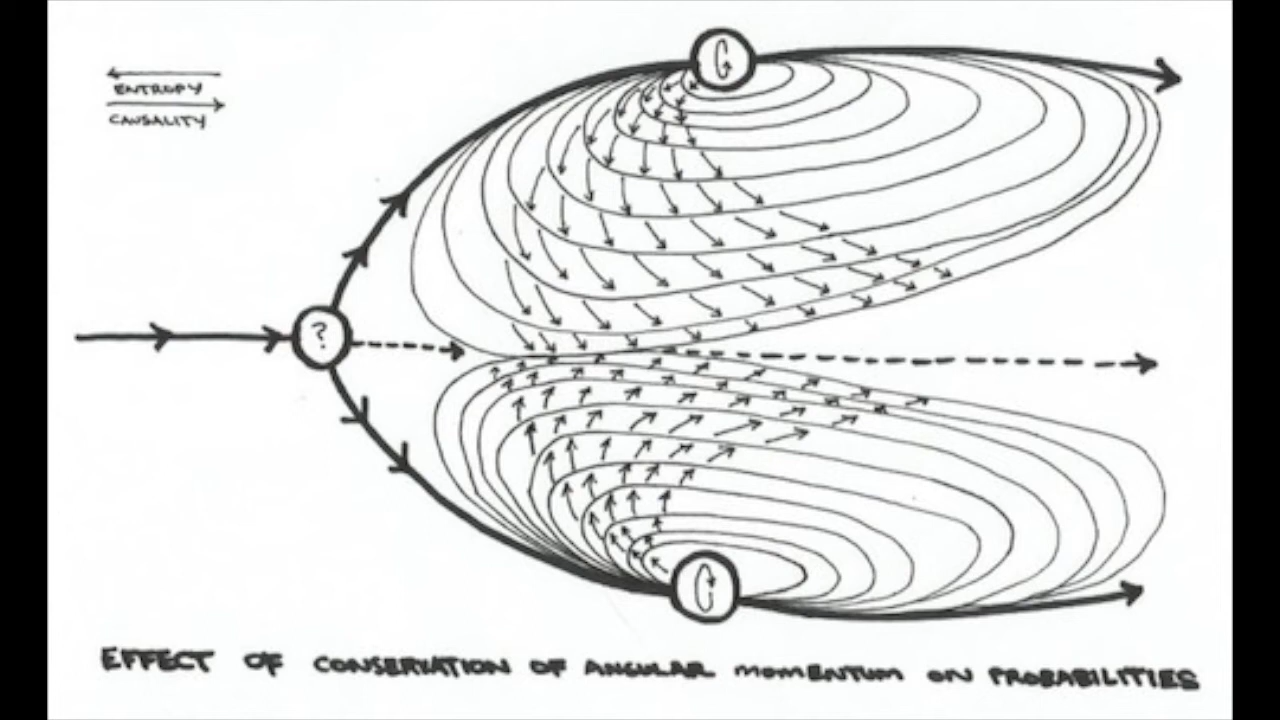 ENTROPY
CAUSALITY
?
EFFECT OF CONSERVATION OF ANGULAR MOMENTUM ON PROBABILITIES